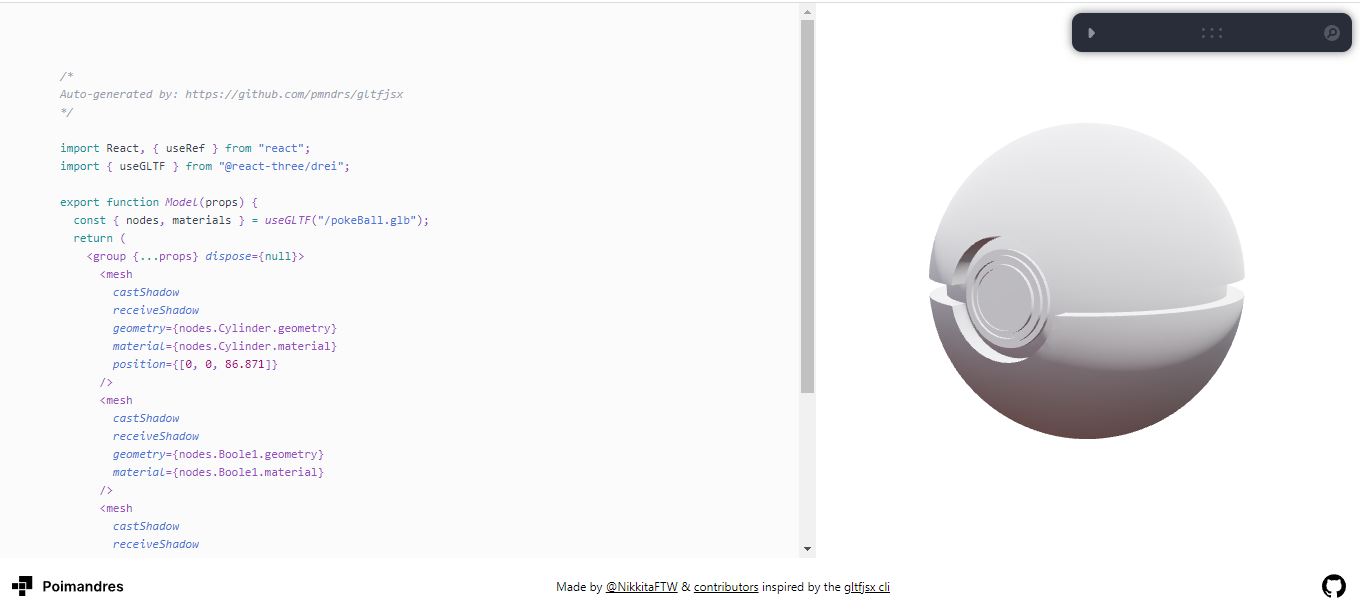 /*
Auto-generated by: https://github.com/pmndrs/gltfjsx
*/
import React, { useRef } from "react";
import { useGLTF } from "@react-three/drei";
export function Model(props) {
const { nodes, materials } = useGLTF("/pokeBall.glb");
return (
<group {...props} dispose={null}>
<mesh
castShadow
receiveShadow
geometry={nodes.Cylinder.geometry}
material={nodes.Cylinder.material}
position={[0, 0, 86.871]}
/>
<mesh
castShadow
receiveShadow
geometry={nodes.Boole1.geometry}
material={nodes.Boole1.material}
/>
<mesh
castShadow
receiveShadow
Poimandres
Made by @NikkitaFTW & contributors inspired by the gltfjsx cli